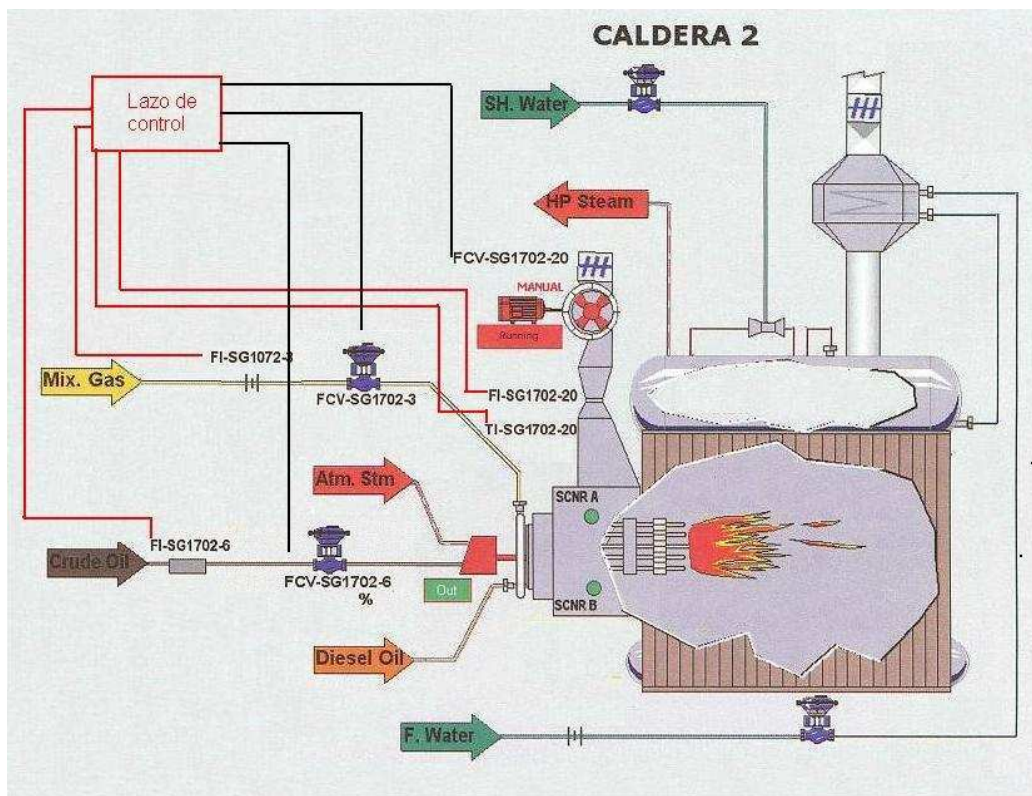 CALDERA 2
Lazo de
control
SH. Water
HP Steam
FCV-SG1702-20
MANUAL
Running
FI-SG1072-3
Mix. Gas
FCV-SG1702-3
FI-SG1702-20
TI-SG1702-20
Atm. Stm
SCNR A
FI-SG1702-6
Crude Oil
FCV-SG1702-6
%
Out
SCNR B
Diesel Oil
F. Water